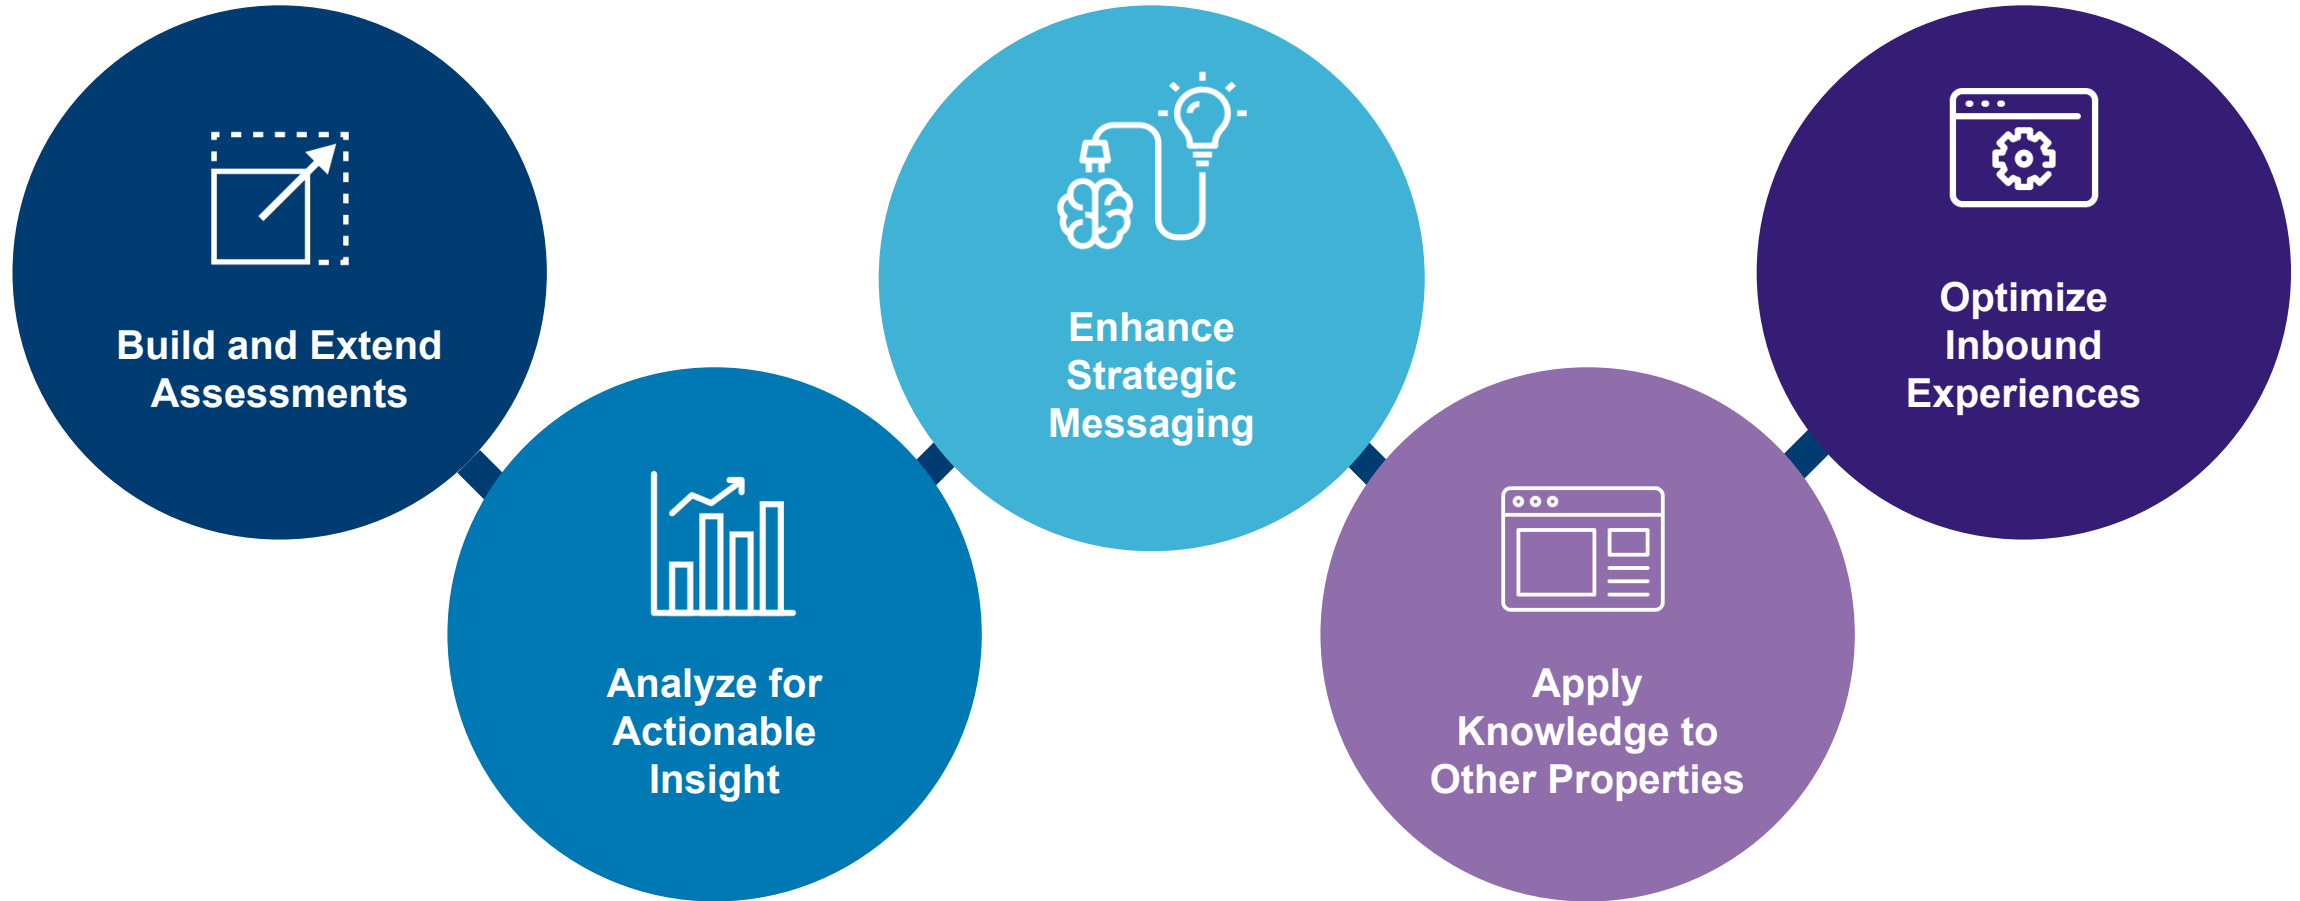 Build and Extend
Assessments
Analyze for
Actionable
Insight
Enhance
Strategic
Messaging
Apply
Knowledge to
Other Properties
Optimize
Inbound
Experiences